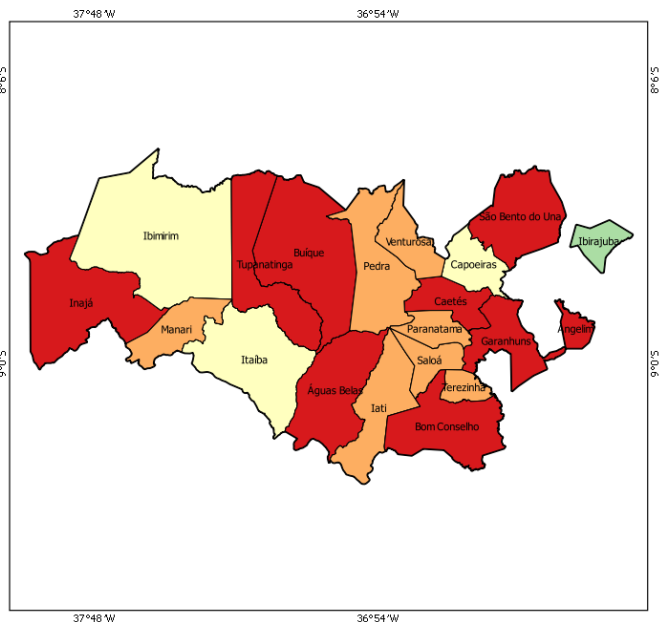 37°48´W
36°54´W
8°6´S
8°6´S
São Bento do Una
Ibimirim
Ibirajuba
Venturosa
Buíque
Tupanatinga
Pedra
Capoeiras
Inajá
Caetés
Manari
Paranatama
Angelim
Garanhuns
Itaíba
Saloá
9°0´S
9°0´S
Águas Belas
Terezinha
Iati
Bom Conselho
37°48´W
36°54´W